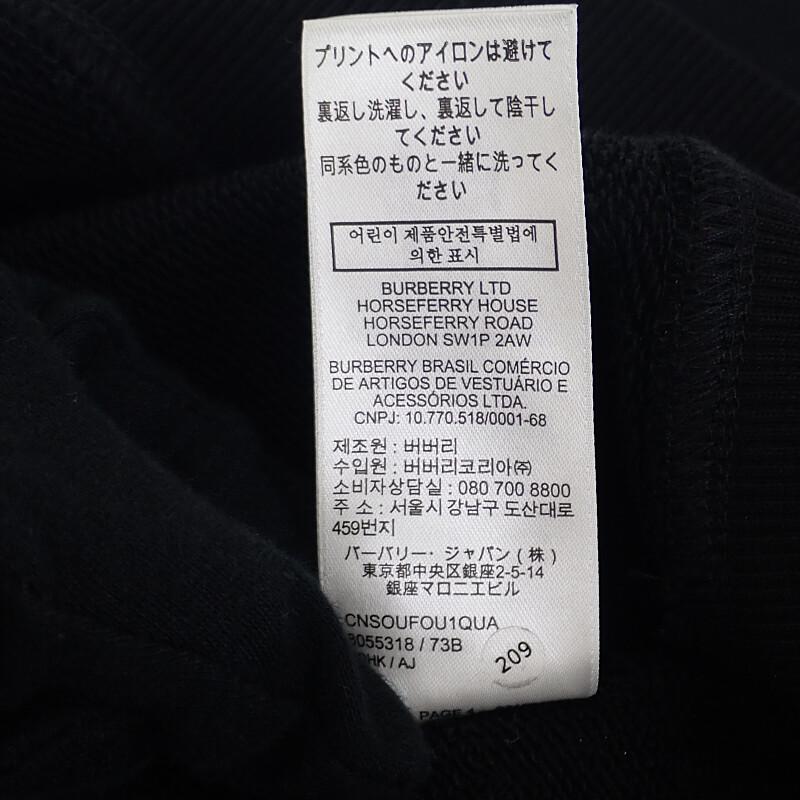 プリントへのアイロンは避けて
ください
裏返し洗濯し、裏返して陰干し
てください
同系色のものと一緒に洗ってく
ださい
어린이 제품안전특별법에
의한 표시
BURBERRY LTD
HORSEFERRY HOUSE
HORSEFERRY ROAD
LONDON SW1P 2AW
BURBERRY BRASIL COMÉRCIO
DE ARTIGOS DE VESTUÁRIO E
ACESSÓRIOS LTDA.
CNPJ: 10.770.518/0001-68
제조원 : 버버리
수입원 : 버버리코리아㈜
소비자상담실 : 080 700 8800
주 소 : 서울시 강남구 도산대로
459번지
バーバリー・ジャパン(株)
東京都中央区銀座2-5-14
銀座マロニエビル
CNSOUFOU1QUA
8055318 / 73B
/ AJ
209
PAGE